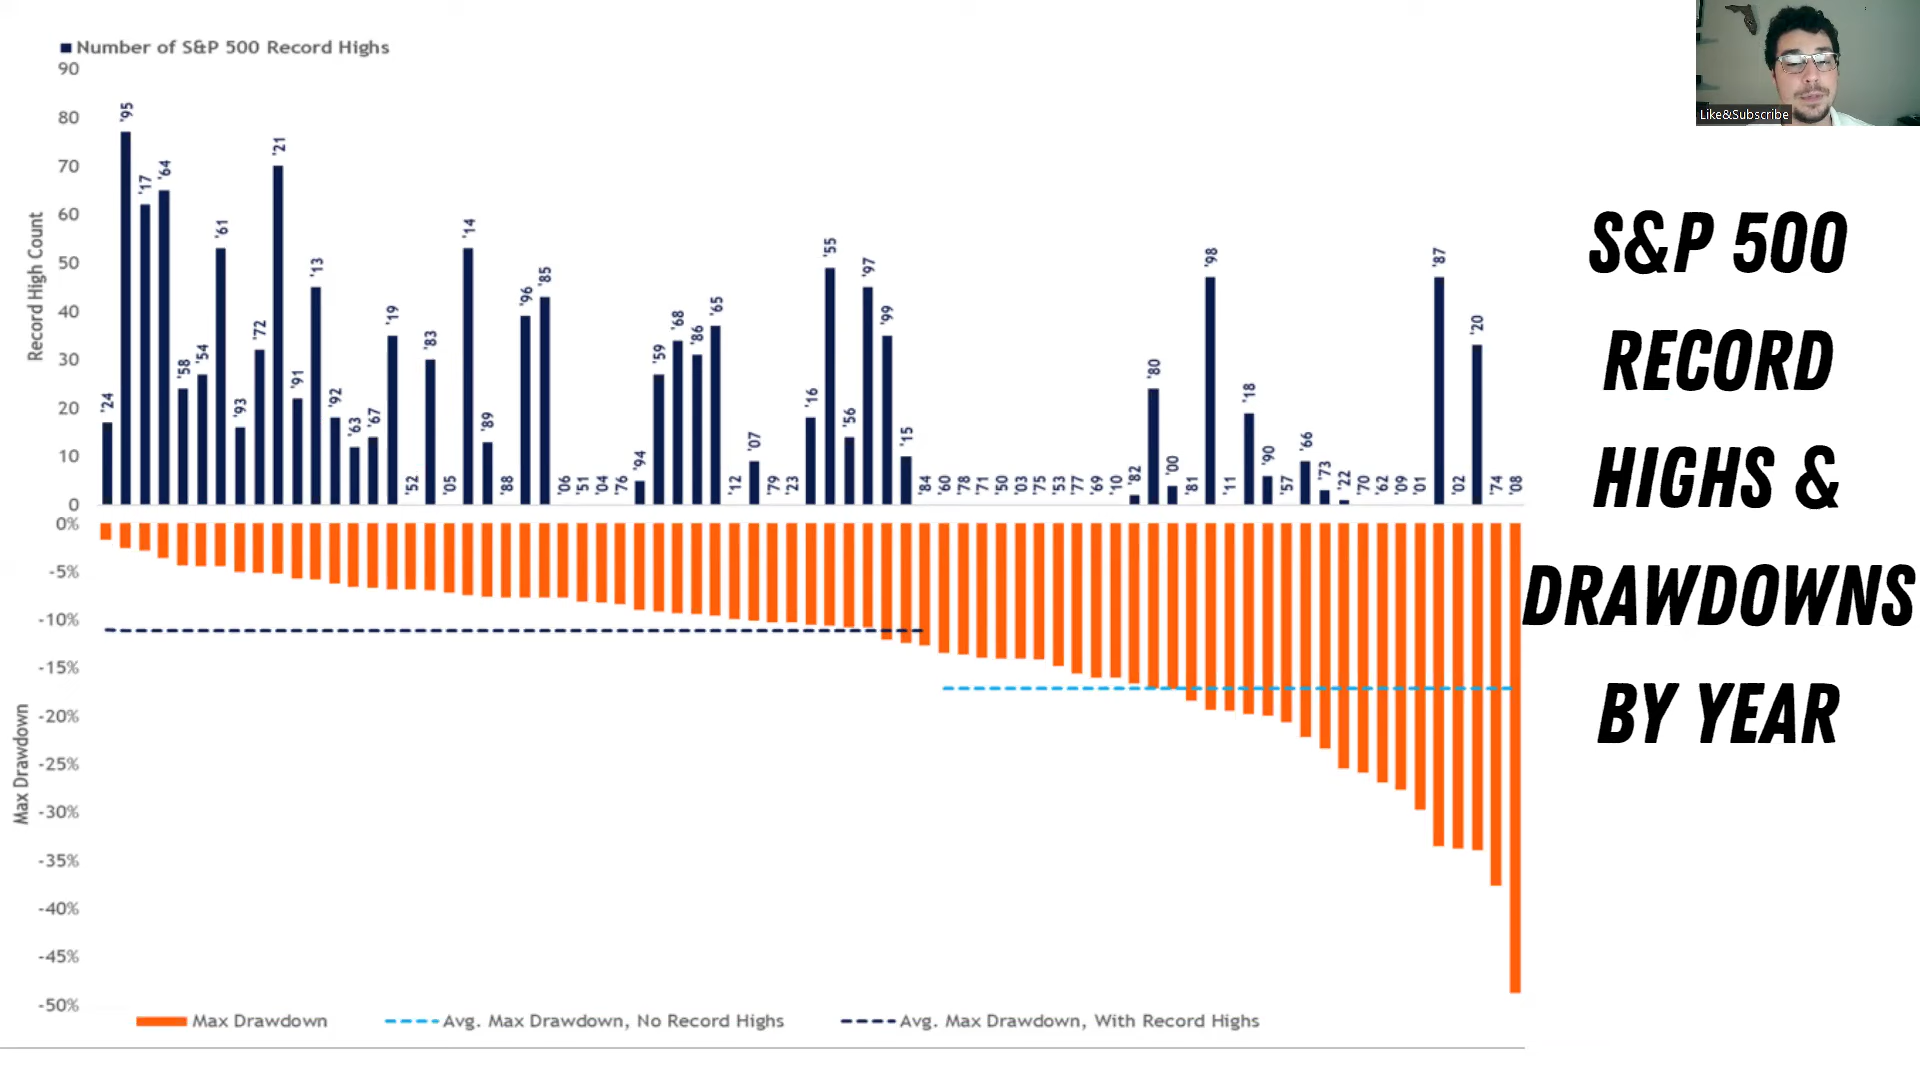 Number of S&P 500 Record Highs
Like&Subscribe
90
80
70
60
50
40
30
20
10
0
Record High Count
'24 '95 '17 '64 '58 '54 '61 '93 '72 '21 '91 '13 '92 '63 '67 '19 '52 '83 '05 '14 '89 '88 '96 '85 '06 '51 '04 '76 '94 '59 '68 '86 '65 '12 '07 '79 '23 '16 '55 '56 '97 '99 '15 '84 '60 '78 '71 '50 '03 '75 '53 '77 '69 '10 '82 '80 '00 '81 '98 '11 '18 '90 '57 '66 '73 '22 '70 '62 '09 '01 '87 '02 '20 '74 '08
0%
-5%
-10%
-15%
-20%
-25%
-30%
-35%
-40%
-45%
-50%
Max Drawdown
Max Drawdown
Avg. Max Drawdown, No Record Highs
Avg. Max Drawdown, With Record Highs
S&P 500
RECORD
HIGHS &
DRAWDOWNS
BY YEAR